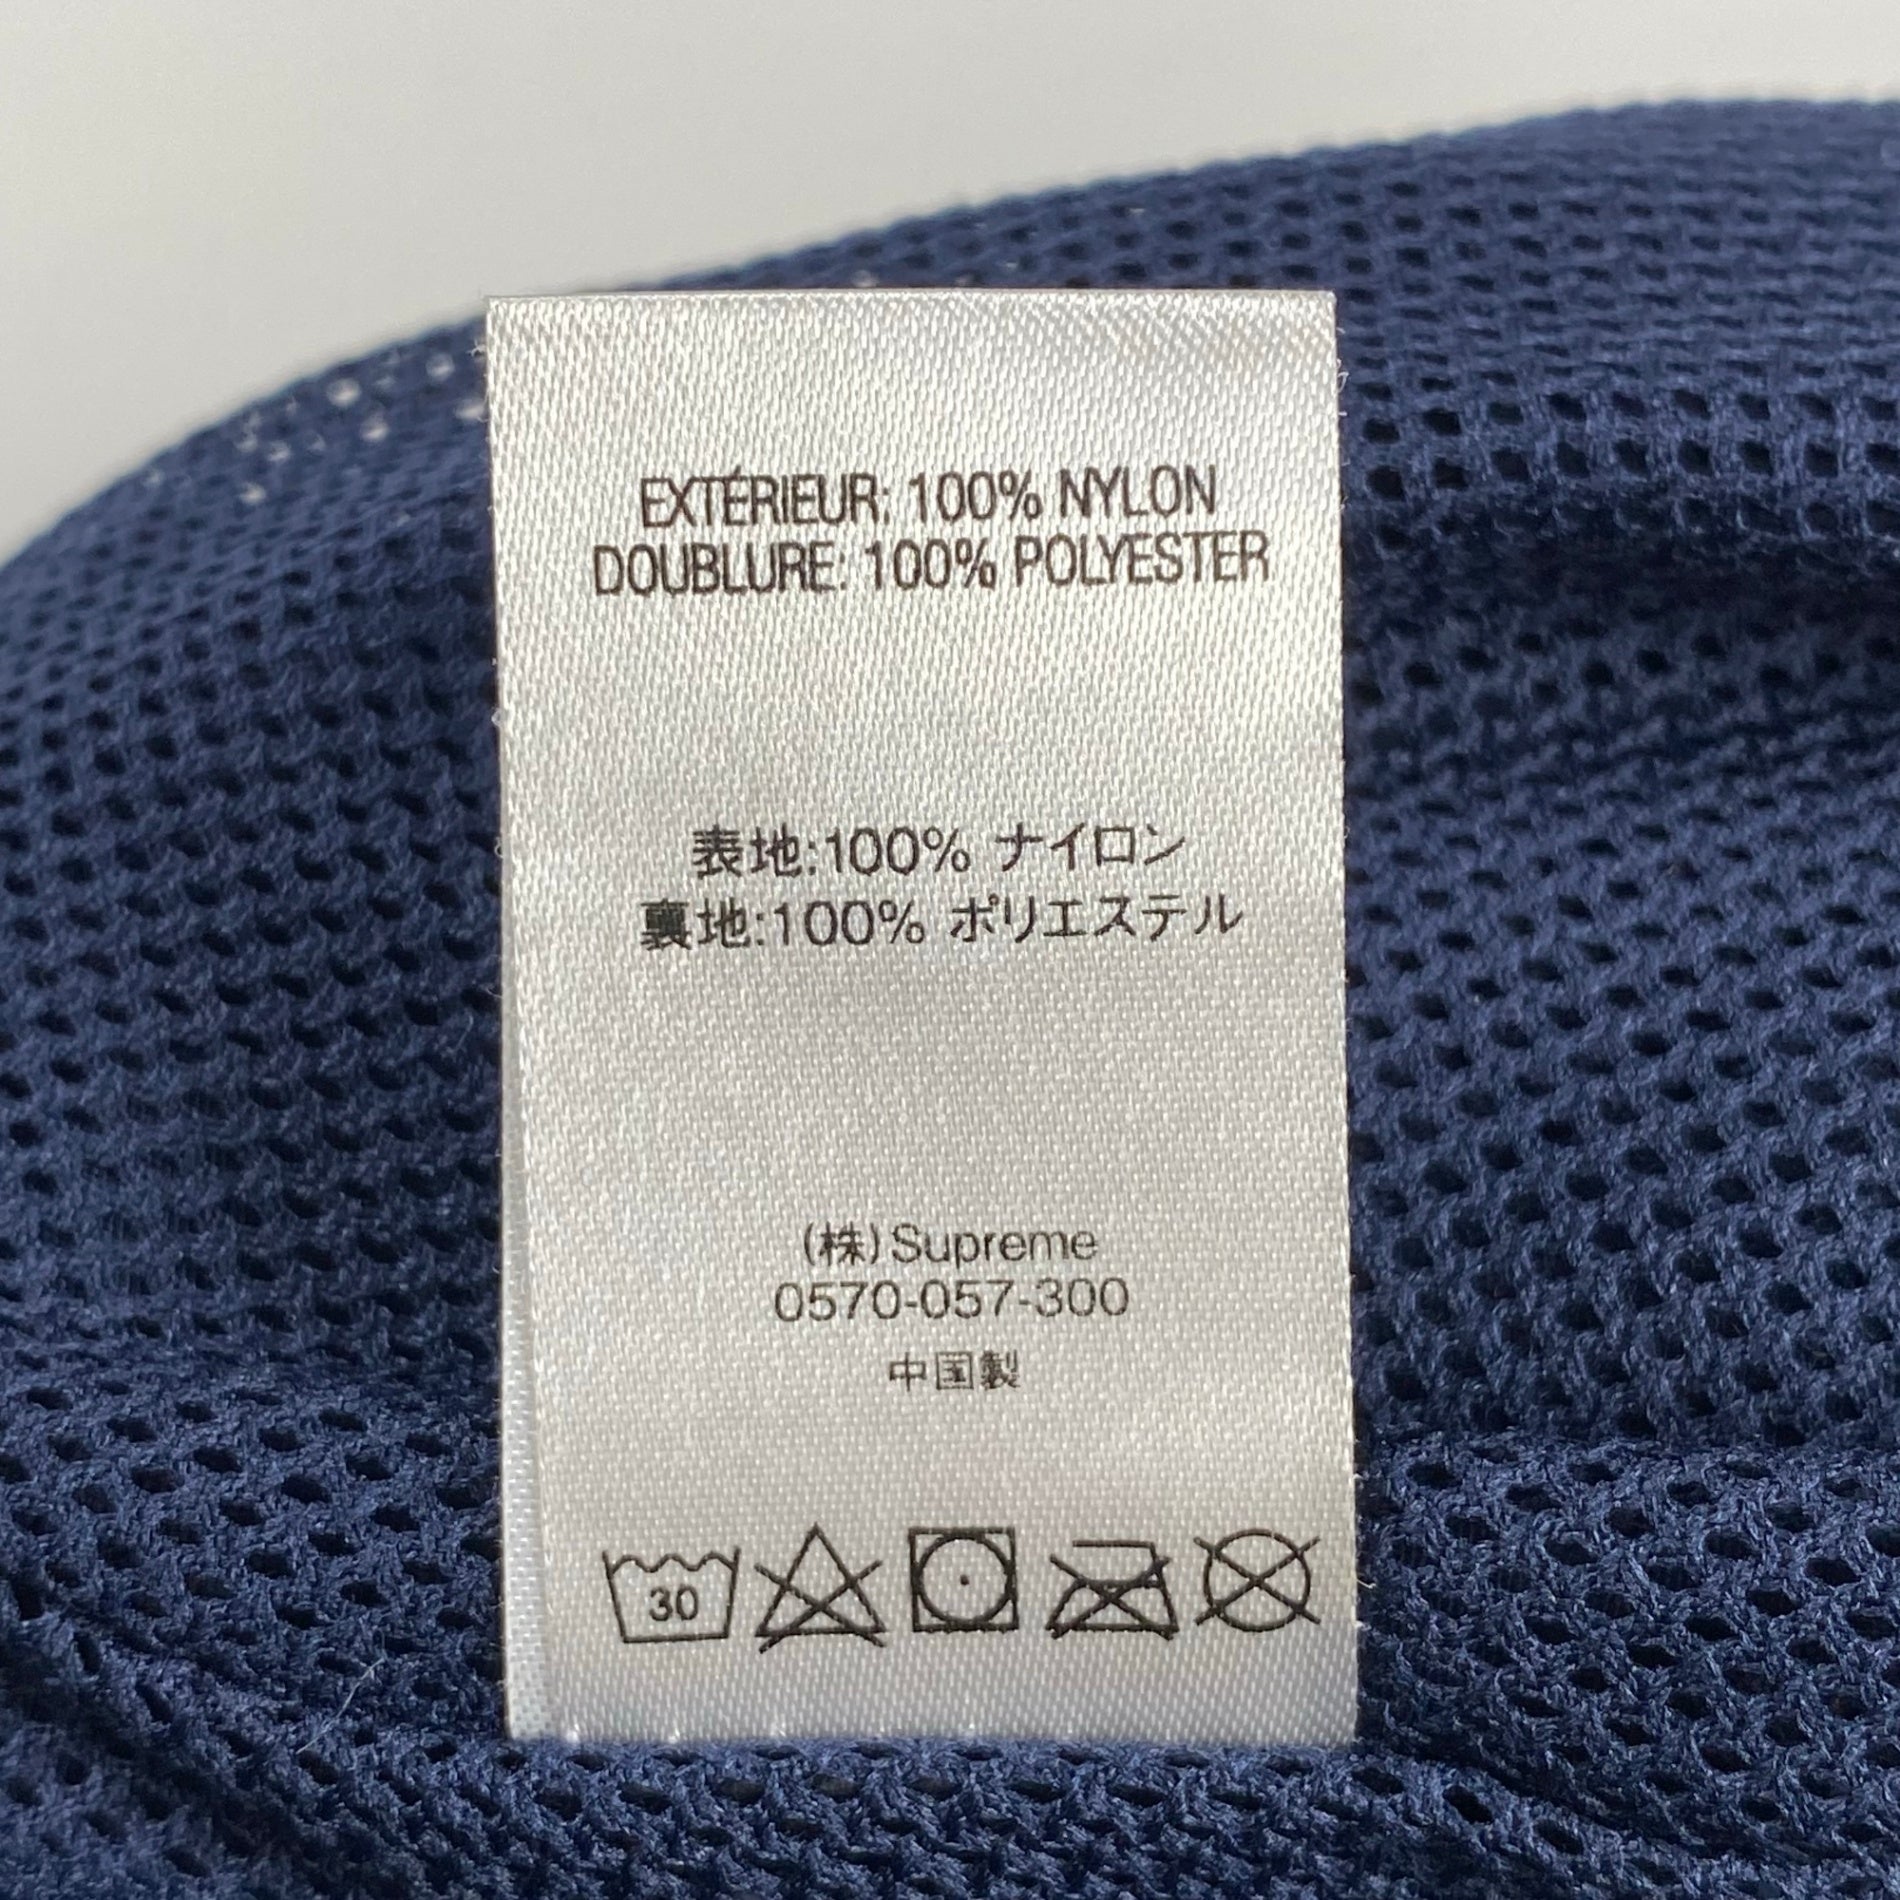 EXTÉRIEUR: 100% NYLON
DOUBLURE: 100% POLYESTER
表地:100% ナイロン
裏地:100% ポリエステル
(株)Supreme
0570-057-300
中国製
30